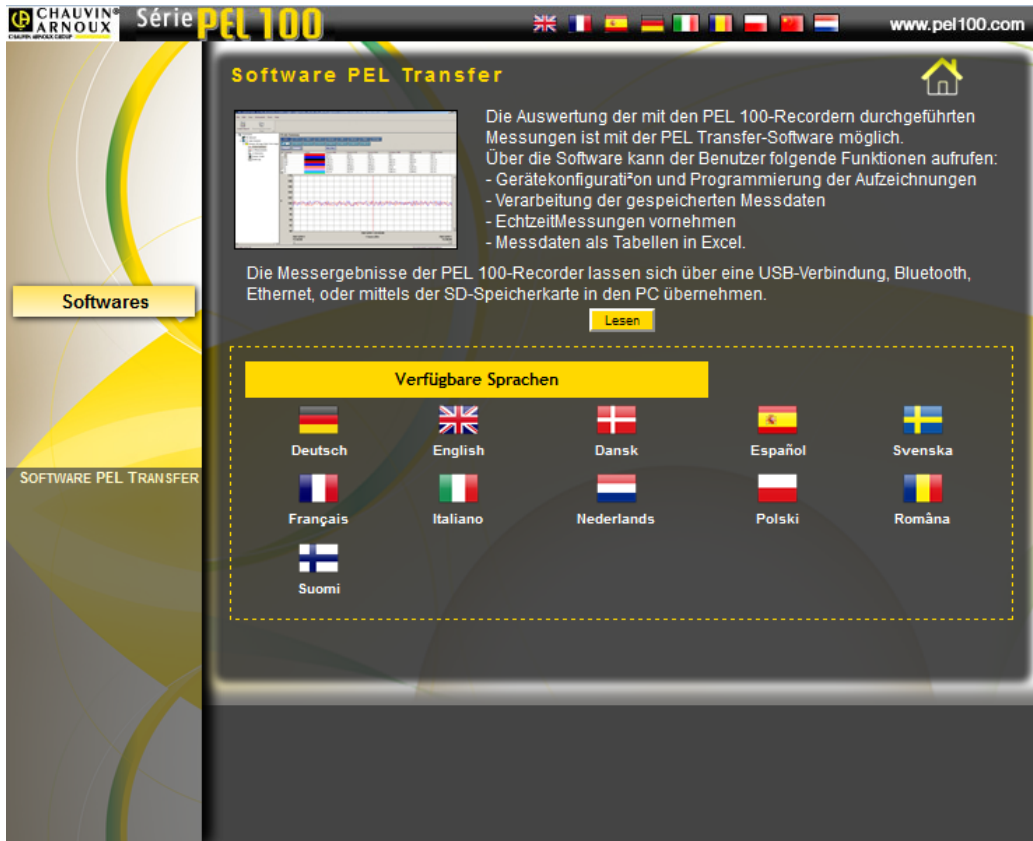 CHAUVIN®
ARNOUX
CHAUVIN ARNOUX GROUP
Série PEL 100
www.pel100.com
Software PEL Transfer
Die Auswertung der mit den PEL 100-Recordern durchgeführten
Messungen ist mit der PEL Transfer-Software möglich.
Über die Software kann der Benutzer folgende Funktionen aufrufen:
- Gerätekonfigurati²on und Programmierung der Aufzeichnungen
- Verarbeitung der gespeicherten Messdaten
- EchtzeitMessungen vornehmen
- Messdaten als Tabellen in Excel.
Die Messergebnisse der PEL 100-Recorder lassen sich über eine USB-Verbindung, Bluetooth,
Ethernet, oder mittels der SD-Speicherkarte in den PC übernehmen.
Softwares
Lesen
Verfügbare Sprachen
Deutsch English Dansk Español Svenska
SOFTWARE PEL TRANSFER
Français Italiano Nederlands Polski Româna
Suomi